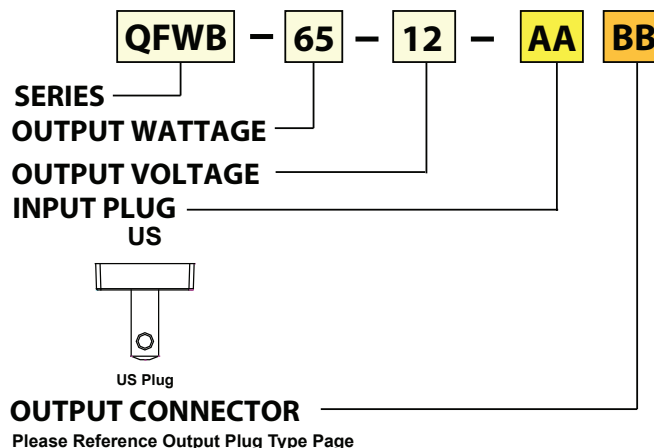 QFWB - 65 - 12 - AA BB
SERIES
OUTPUT WATTAGE
OUTPUT VOLTAGE
INPUT PLUG
US
US Plug
OUTPUT CONNECTOR
Please Reference Output Plug Type Page